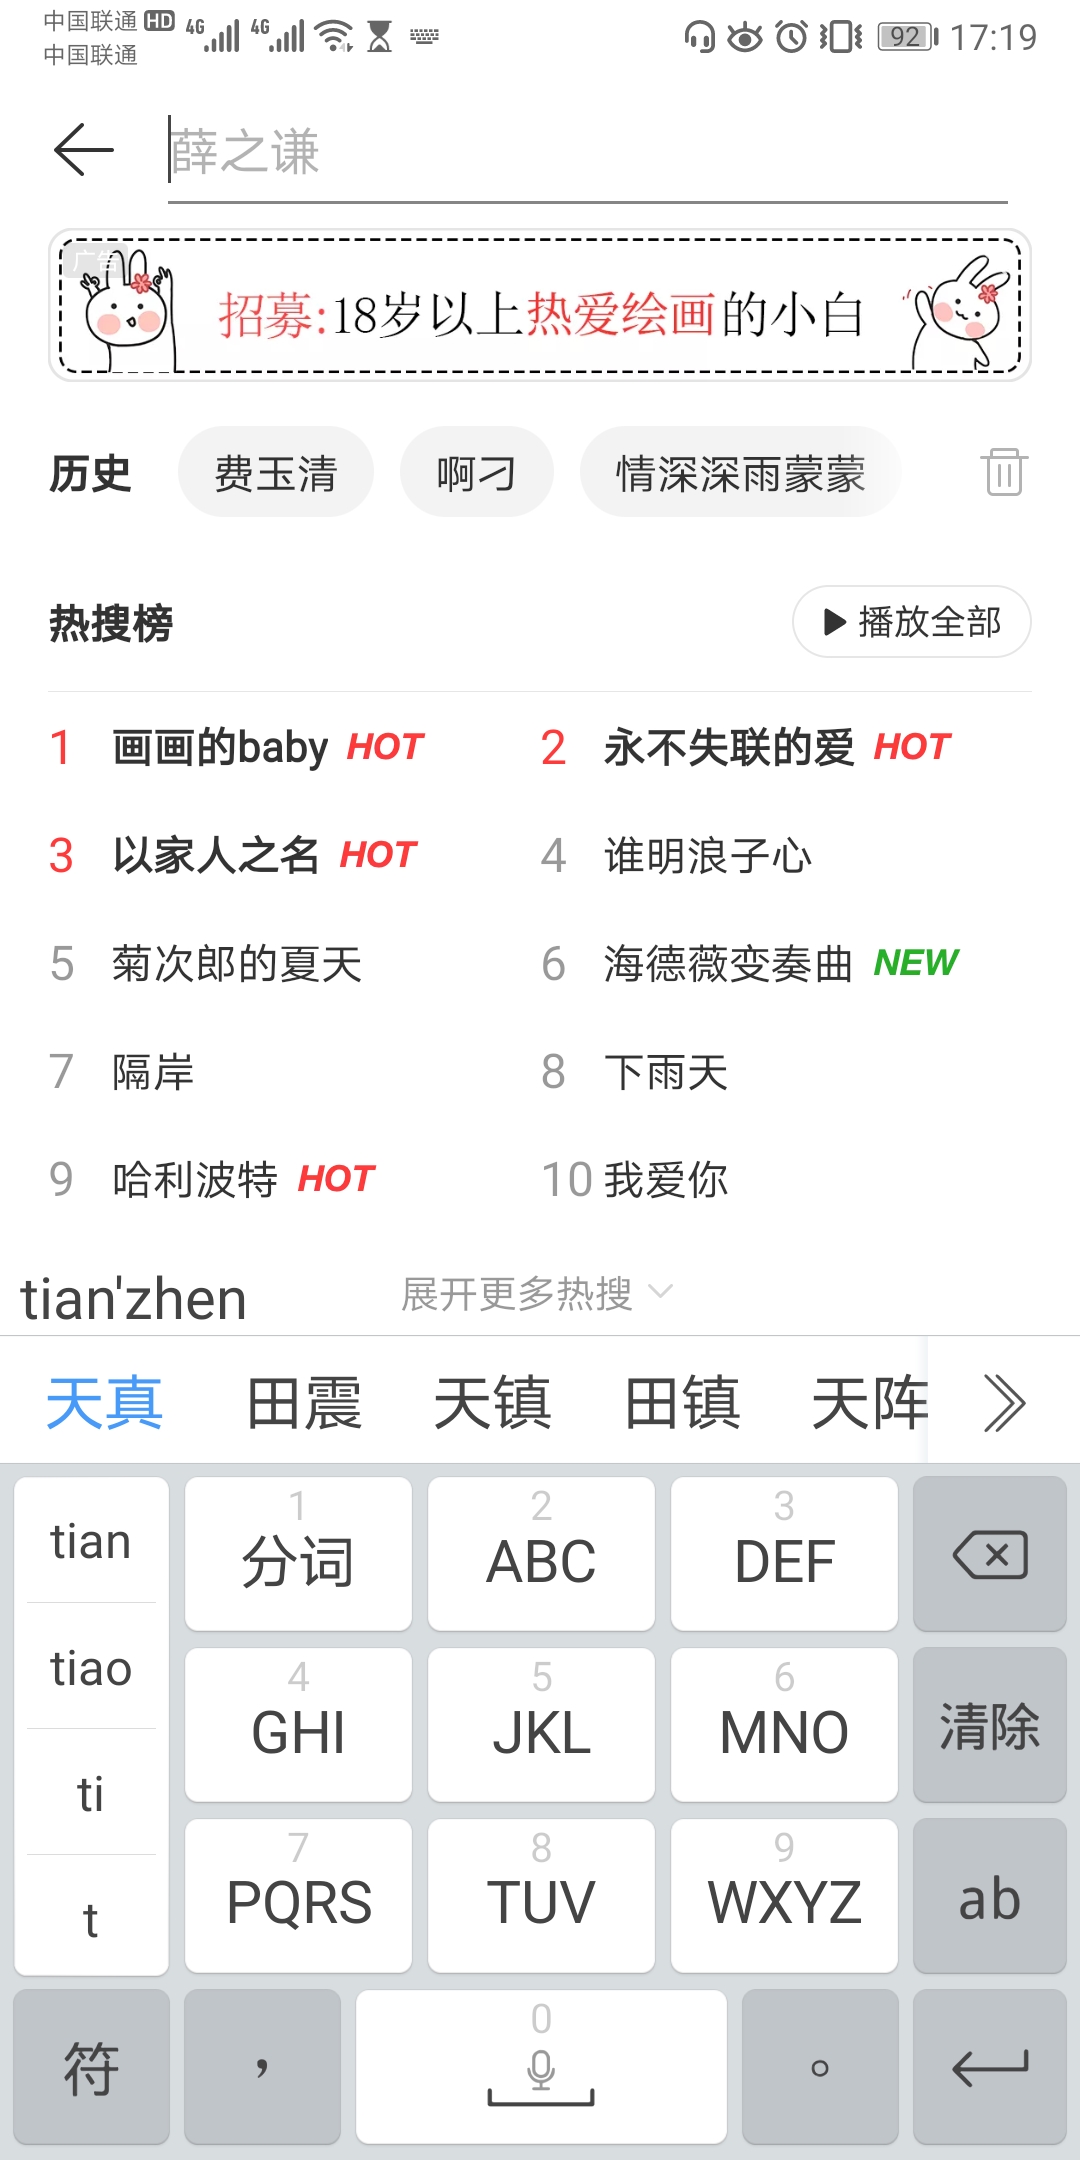 中国联通 HD 4G 4G 92 17:19
中国联通
薛之谦
广告
招募:18岁以上热爱绘画的小白
历史 费玉清 啊刁 情深深雨蒙蒙
热搜榜 播放全部
1 画画的baby HOT 2 永不失联的爱 HOT
3 以家人之名 HOT 4 谁明浪子心
5 菊次郎的夏天 6 海德薇变奏曲 NEW
7 隔岸 8 下雨天
9 哈利波特 HOT 10 我爱你
tian'zhen 展开更多热搜
天真 田震 天镇 田镇 天阵
tian 1 分词 2 ABC 3 DEF
tiao 4 GHI 5 JKL 6 MNO 清除
ti
t 7 PQRS 8 TUV 9 WXYZ ab
符 ， 0 。